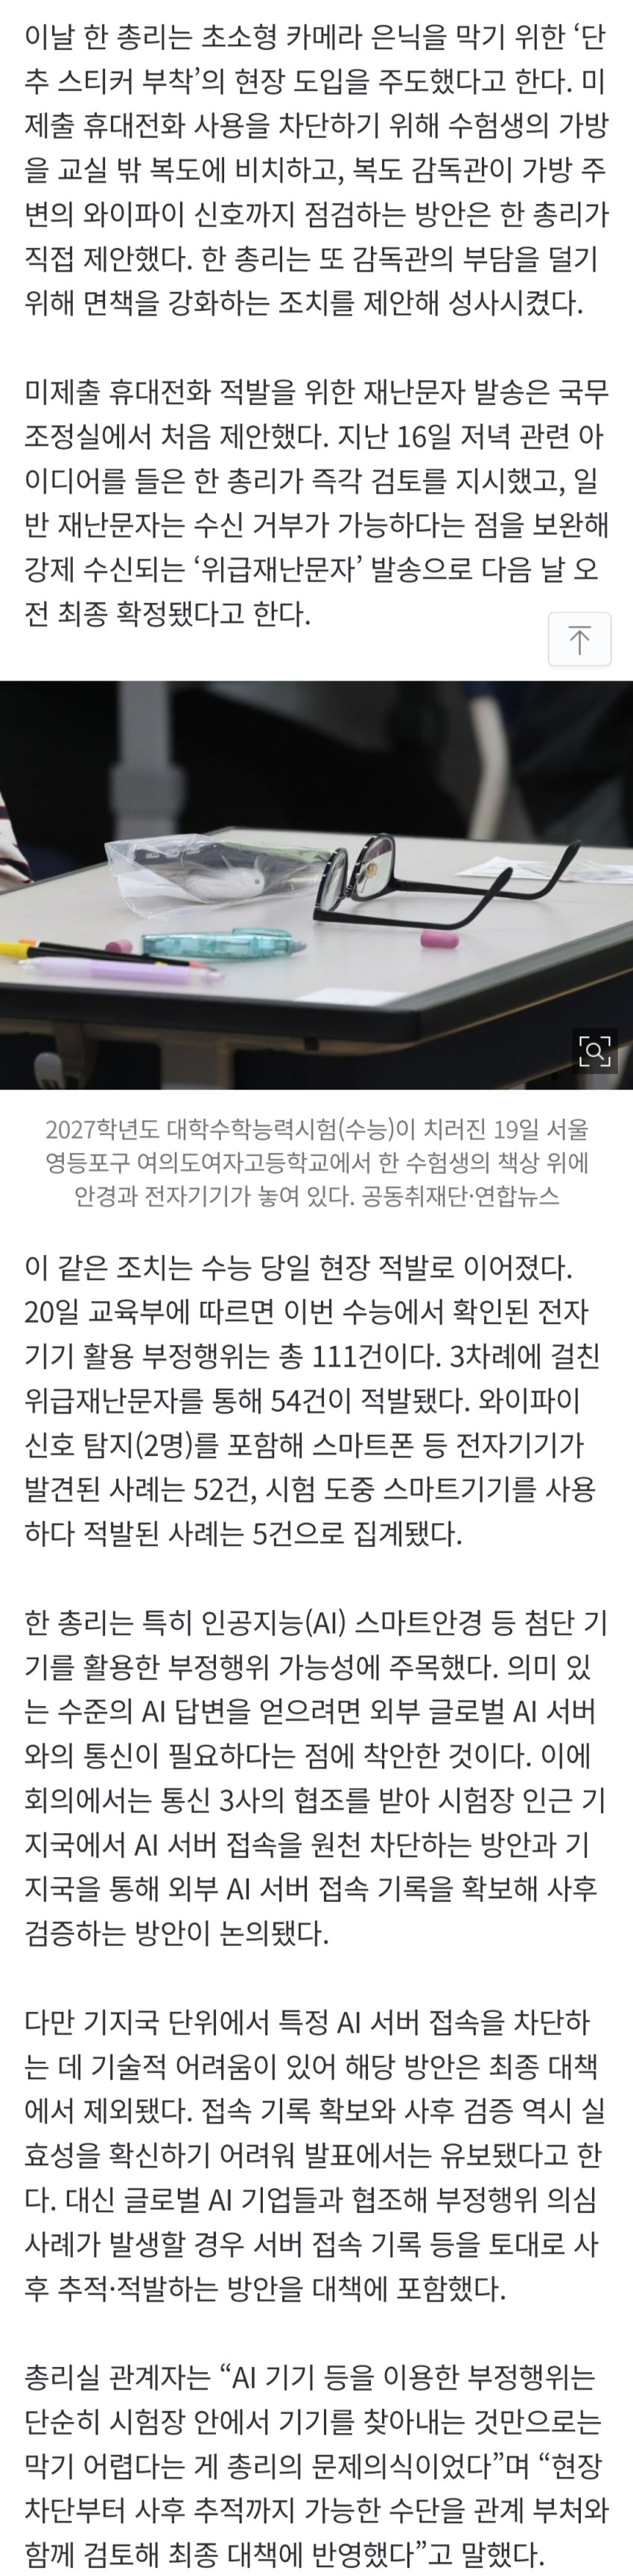 이날 한 총리는 초소형 카메라 은닉을 막기 위한 ‘단
추 스티커 부착’의 현장 도입을 주도했다고 한다. 미
제출 휴대전화 사용을 차단하기 위해 수험생의 가방
을 교실 밖 복도에 비치하고, 복도 감독관이 가방 주
변의 와이파이 신호까지 점검하는 방안은 한 총리가
직접 제안했다. 한 총리는 또 감독관의 부담을 덜기
위해 면책을 강화하는 조치를 제안해 성사시켰다.
미제출 휴대전화 적발을 위한 재난문자 발송은 국무
조정실에서 처음 제안했다. 지난 16일 저녁 관련 아
이디어를 들은 한 총리가 즉각 검토를 지시했고, 일
반 재난문자는 수신 거부가 가능하다는 점을 보완해
강제 수신되는 ‘위급재난문자’ 발송으로 다음 날 오
전 최종 확정됐다고 한다.
2027학년도 대학수학능력시험(수능)이 치러진 19일 서울
영등포구 여의도여자고등학교에서 한 수험생의 책상 위에
안경과 전자기기가 놓여 있다. 공동취재단·연합뉴스
이 같은 조치는 수능 당일 현장 적발로 이어졌다.
20일 교육부에 따르면 이번 수능에서 확인된 전자
기기 활용 부정행위는 총 111건이다. 3차례에 걸친
위급재난문자를 통해 54건이 적발됐다. 와이파이
신호 탐지(2명)를 포함해 스마트폰 등 전자기기가
발견된 사례는 52건, 시험 도중 스마트기기를 사용
하다 적발된 사례는 5건으로 집계됐다.
한 총리는 특히 인공지능(AI) 스마트안경 등 첨단 기
기를 활용한 부정행위 가능성에 주목했다. 의미 있
는 수준의 AI 답변을 얻으려면 외부 글로벌 AI 서버
와의 통신이 필요하다는 점에 착안한 것이다. 이에
회의에서는 통신 3사의 협조를 받아 시험장 인근 기
지국에서 AI 서버 접속을 원천 차단하는 방안과 기
지국을 통해 외부 AI 서버 접속 기록을 확보해 사후
검증하는 방안이 논의됐다.
다만 기지국 단위에서 특정 AI 서버 접속을 차단하
는 데 기술적 어려움이 있어 해당 방안은 최종 대책
에서 제외됐다. 접속 기록 확보와 사후 검증 역시 실
효성을 확신하기 어려워 발표에서는 유보됐다고 한
다. 대신 글로벌 AI 기업들과 협조해 부정행위 의심
사례가 발생할 경우 서버 접속 기록 등을 토대로 사
후 추적·적발하는 방안을 대책에 포함했다.
총리실 관계자는 “AI 기기 등을 이용한 부정행위는
단순히 시험장 안에서 기기를 찾아내는 것만으로는
막기 어렵다는 게 총리의 문제의식이었다”며 “현장
차단부터 사후 추적까지 가능한 수단을 관계 부처와
함께 검토해 최종 대책에 반영했다”고 말했다.